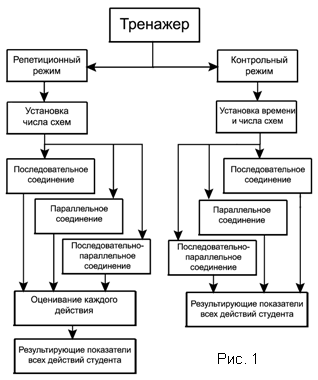 Тренажер
Репетиционый
режим
Контрольный
режим
Установка
числа схем
Установка времени
и числа схем
Последовательное
соединение
Последовательное
соединение
Параллельное
соединение
Параллельное
соединение
Последовательно-
параллельное
соединение
Последовательно-
параллельное
соединение
Оценивание каждого
действия
Результирующие показатели
всех действий студента
Результирующие показатели
всех действий студента
Рис. 1